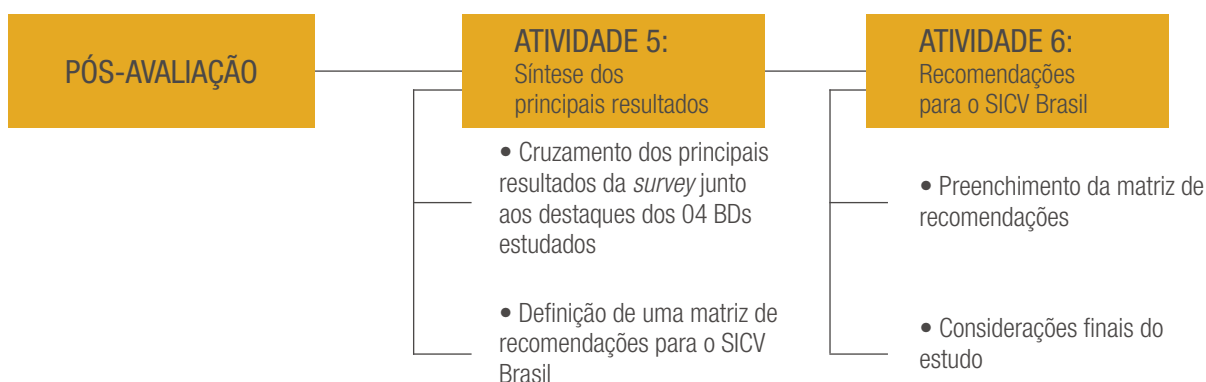 PÓS-AVALIAÇÃO
ATIVIDADE 5:
Síntese dos
principais resultados
• Cruzamento dos principais
resultados da survey junto
aos destaques dos 04 BDs
estudados
• Definição de uma matriz de
recomendações para o SICV
Brasil
ATIVIDADE 6:
Recomendações
para o SICV Brasil
• Preenchimento da matriz de
recomendações
• Considerações finais do
estudo